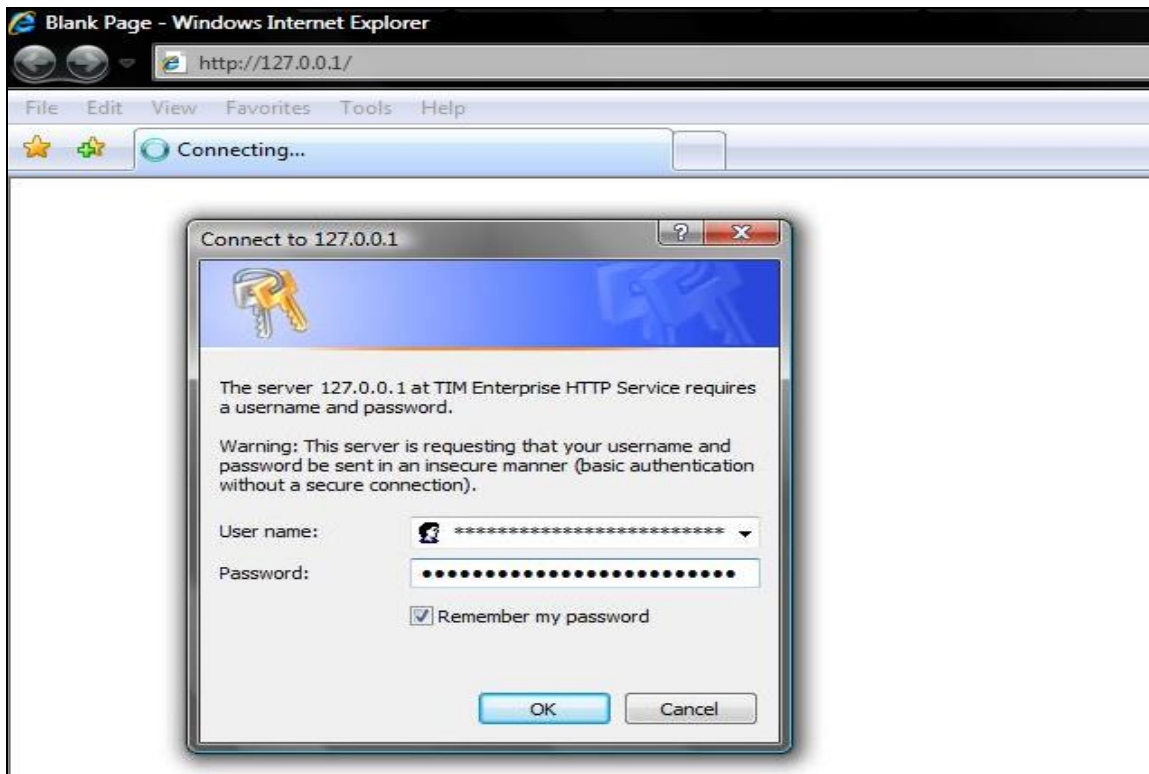 Blank Page - Windows Internet Explorer
http://127.0.0.1/
File Edit View Favorites Tools Help
Connecting...
Connect to 127.0.0.1
The server 127.0.0.1 at TIM Enterprise HTTP Service requires
a username and password.
Warning: This server is requesting that your username and
password be sent in an insecure manner (basic authentication
without a secure connection).
User name: **************************
Password: ●●●●●●●●●●●●●●●●●●●●●●●●●
Remember my password
OK Cancel